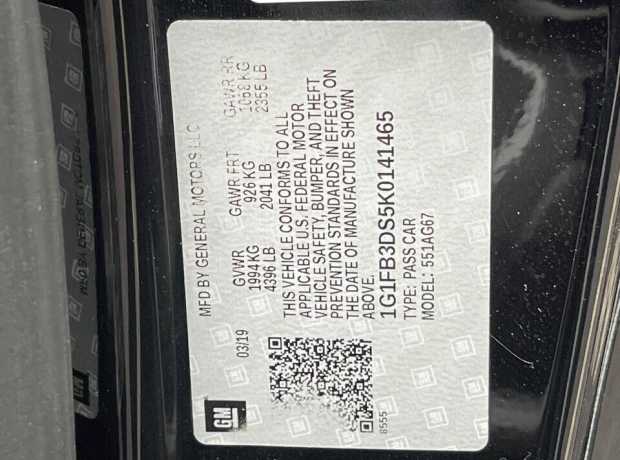 GM
MFD BY GENERAL MOTORS LLC
03/19 GVWR GAWR FRT GAWR RR
1994 KG 926 KG 1068 KG
4396 LB 2041 LB 2355 LB
THIS VEHICLE CONFORMS TO ALL
APPLICABLE U.S. FEDERAL MOTOR
VEHICLE SAFETY, BUMPER, AND THEFT
PREVENTION STANDARDS IN EFFECT ON
THE DATE OF MANUFACTURE SHOWN
ABOVE.
1G1FB3DS5K0141465
TYPE: PASS CAR
MODEL: 551AG67
8555